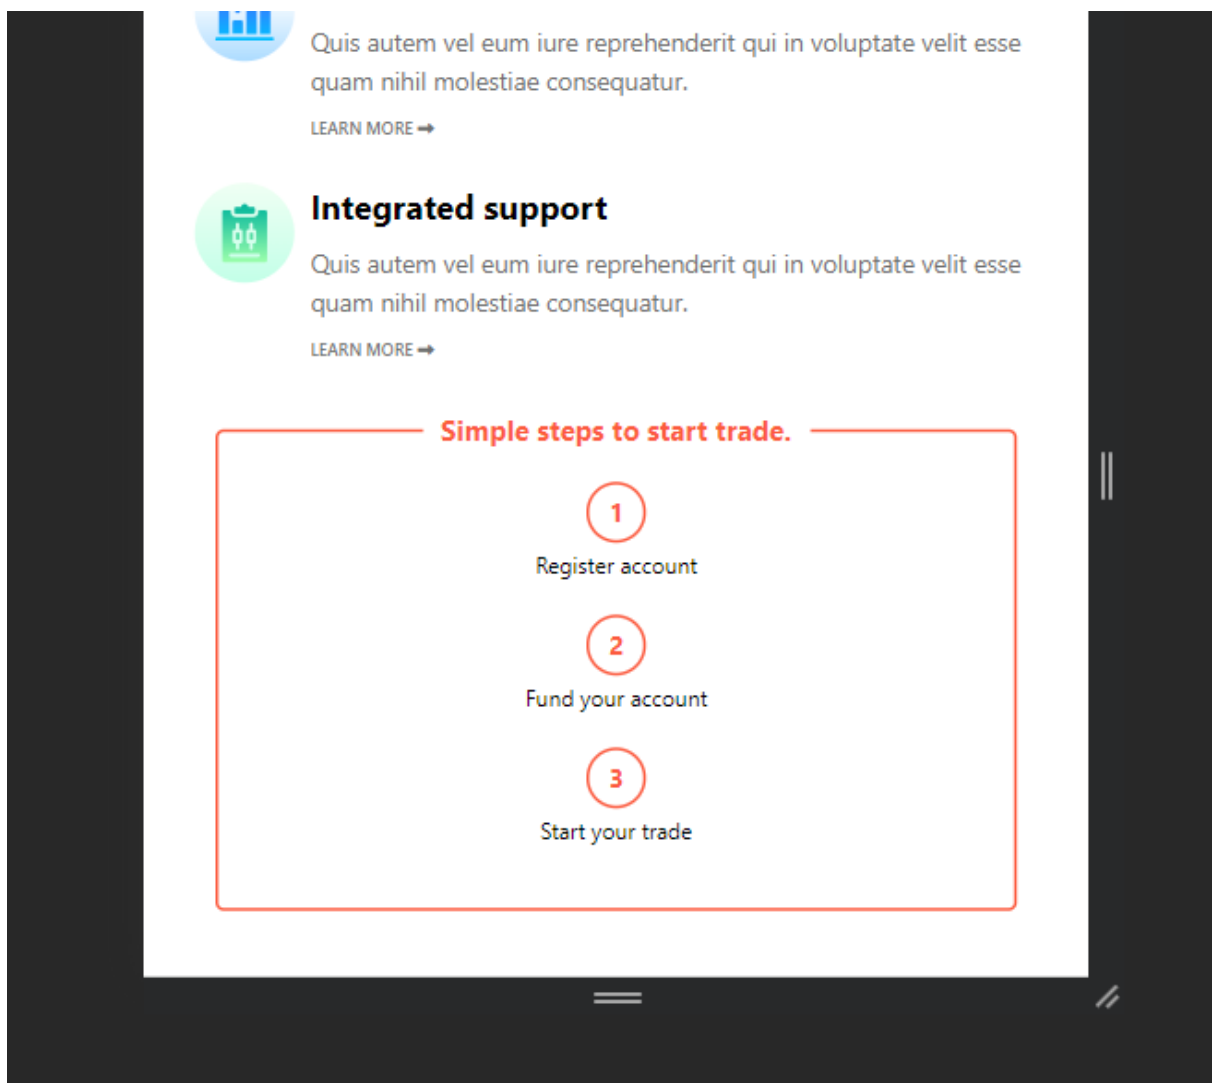 Quis autem vel eum iure reprehenderit qui in voluptate velit esse
quam nihil molestiae consequatur.
LEARN MORE ➞
Integrated support
Quis autem vel eum iure reprehenderit qui in voluptate velit esse
quam nihil molestiae consequatur.
LEARN MORE ➞
Simple steps to start trade.
1
Register account
2
Fund your account
3
Start your trade